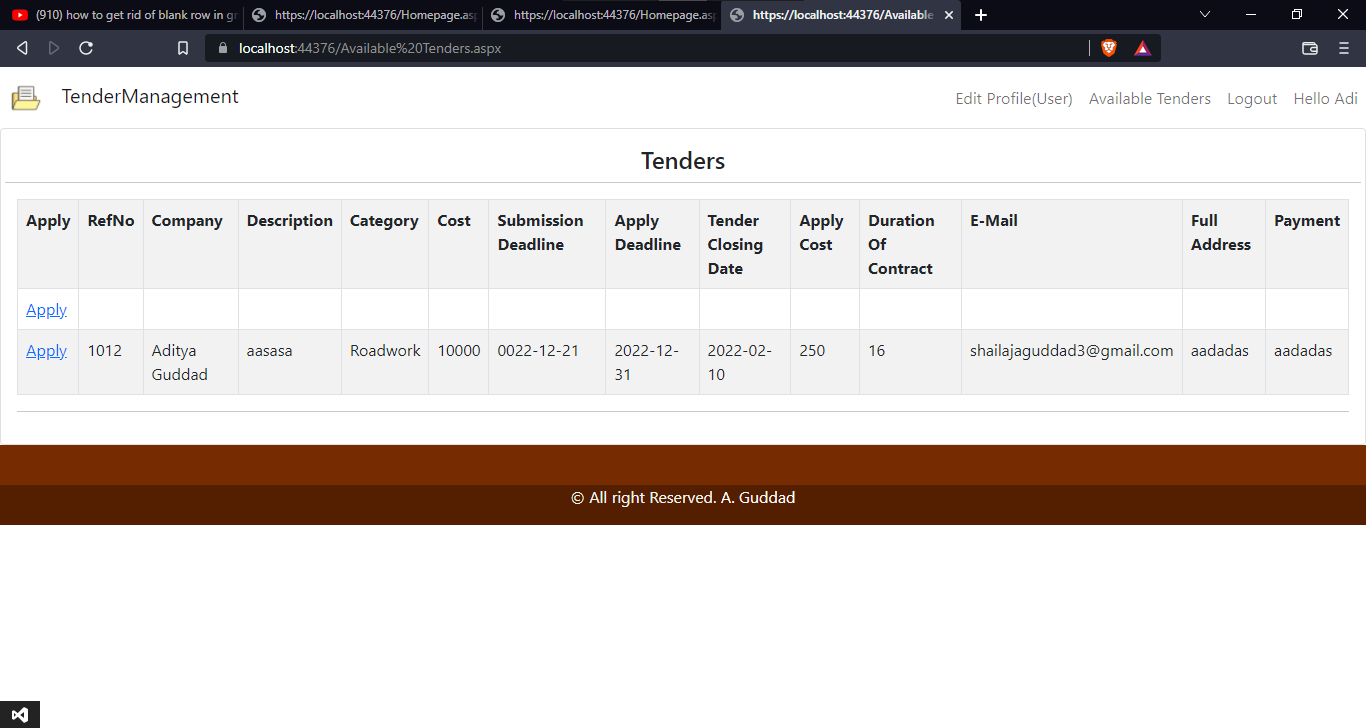 (910) how to get rid of blank row in gr
https://localhost:44376/Homepage.asp
https://localhost:44376/Homepage.asp
https://localhost:44376/Available
localhost:44376/Available%20Tenders.aspx
TenderManagement
Edit Profile(User) Available Tenders Logout Hello Adi
Tenders
Apply RefNo Company Description Category Cost Submission Deadline Apply Deadline Tender Closing Date Apply Cost Duration Of Contract E-Mail Full Address Payment
Apply
Apply 1012 Aditya Guddad aasasa Roadwork 10000 0022-12-21 2022-12-31 2022-02-10 250 16 shailajaguddad3@gmail.com aadadas aadadas
© All right Reserved. A. Guddad